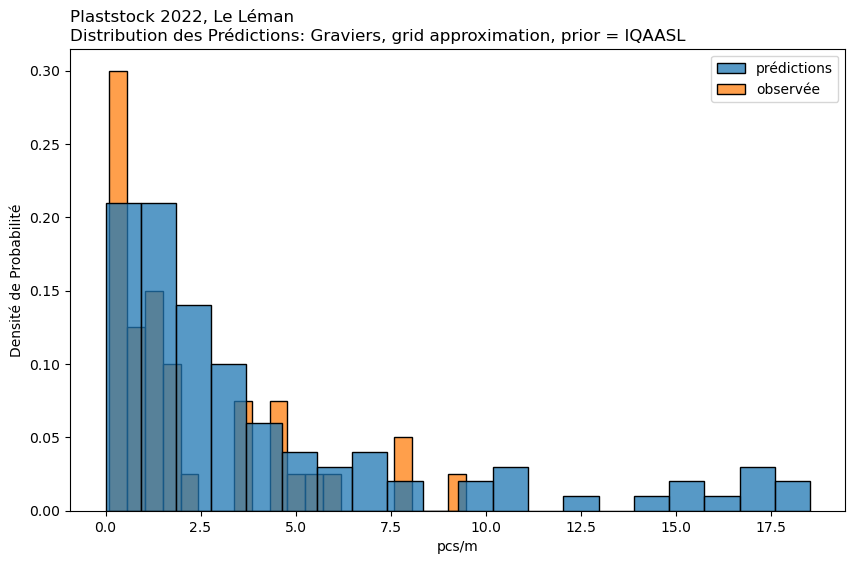 Plaststock 2022, Le Léman
Distribution des Prédictions: Graviers, grid approximation, prior = IQAASL
prédictions
observée
Densité de Probabilité
0.30
0.25
0.20
0.15
0.10
0.05
0.00
0.0 2.5 5.0 7.5 10.0 12.5 15.0 17.5
pcs/m